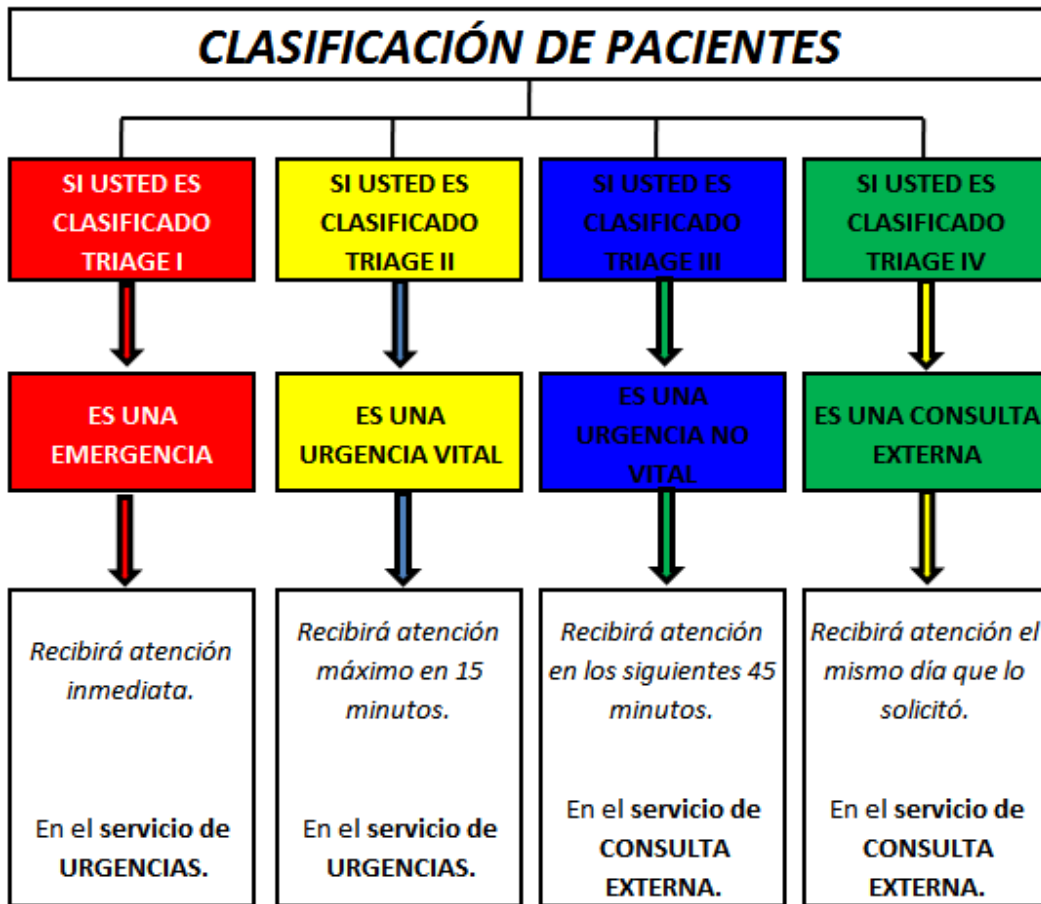 CLASIFICACIÓN DE PACIENTES
SI USTED ES
CLASIFICADO
TRIAGE I
ES UNA
EMERGENCIA
Recibirá atención
inmediata.
En el servicio de
URGENCIAS.
SI USTED ES
CLASIFICADO
TRIAGE II
ES UNA
URGENCIA VITAL
Recibirá atención
máximo en 15
minutos.
En el servicio de
URGENCIAS.
SI USTED ES
CLASIFICADO
TRIAGE III
ES UNA
URGENCIA NO
VITAL
Recibirá atención
en los siguientes 45
minutos.
En el servicio de
CONSULTA
EXTERNA.
SI USTED ES
CLASIFICADO
TRIAGE IV
ES UNA CONSULTA
EXTERNA
Recibirá atención el
mismo día que lo
solicitó.
En el servicio de
CONSULTA
EXTERNA.